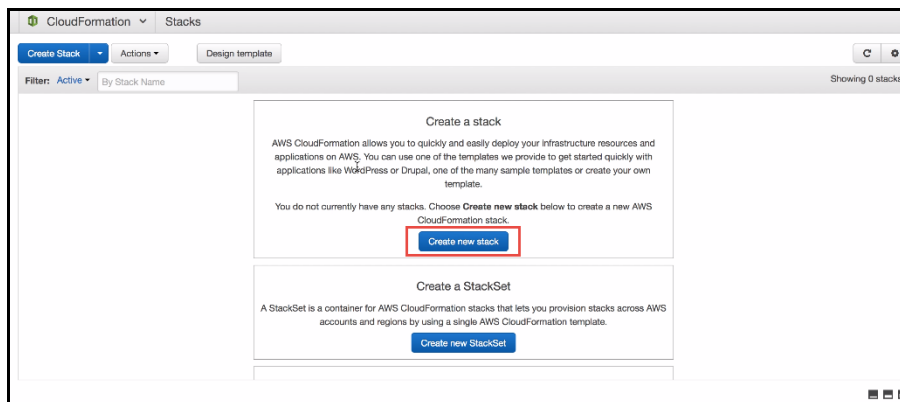 CloudFormation Stacks
Create Stack Actions Design template
Filter: Active By Stack Name Showing 0 stacks
Create a stack
AWS CloudFormation allows you to quickly and easily deploy your infrastructure resources and
applications on AWS. You can use one of the templates we provide to get started quickly with
applications like WordPress or Drupal, one of the many sample templates or create your own
template.
You do not currently have any stacks. Choose Create new stack below to create a new AWS
CloudFormation stack.
Create new stack
Create a StackSet
A StackSet is a container for AWS CloudFormation stacks that lets you provision stacks across AWS
accounts and regions by using a single AWS CloudFormation template.
Create new StackSet